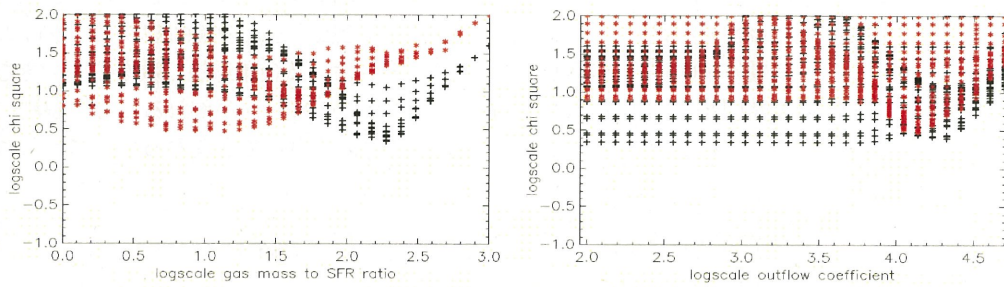 2.0
1.5
1.0
0.5
0.0
−0.5
−1.0
logscale chi square
0.0 0.5 1.0 1.5 2.0 2.5 3.0
logscale gas mass to SFR ratio
2.0
1.5
1.0
0.5
0.0
−0.5
−1.0
logscale chi square
2.0 2.5 3.0 3.5 4.0 4.5
logscale outflow coefficient